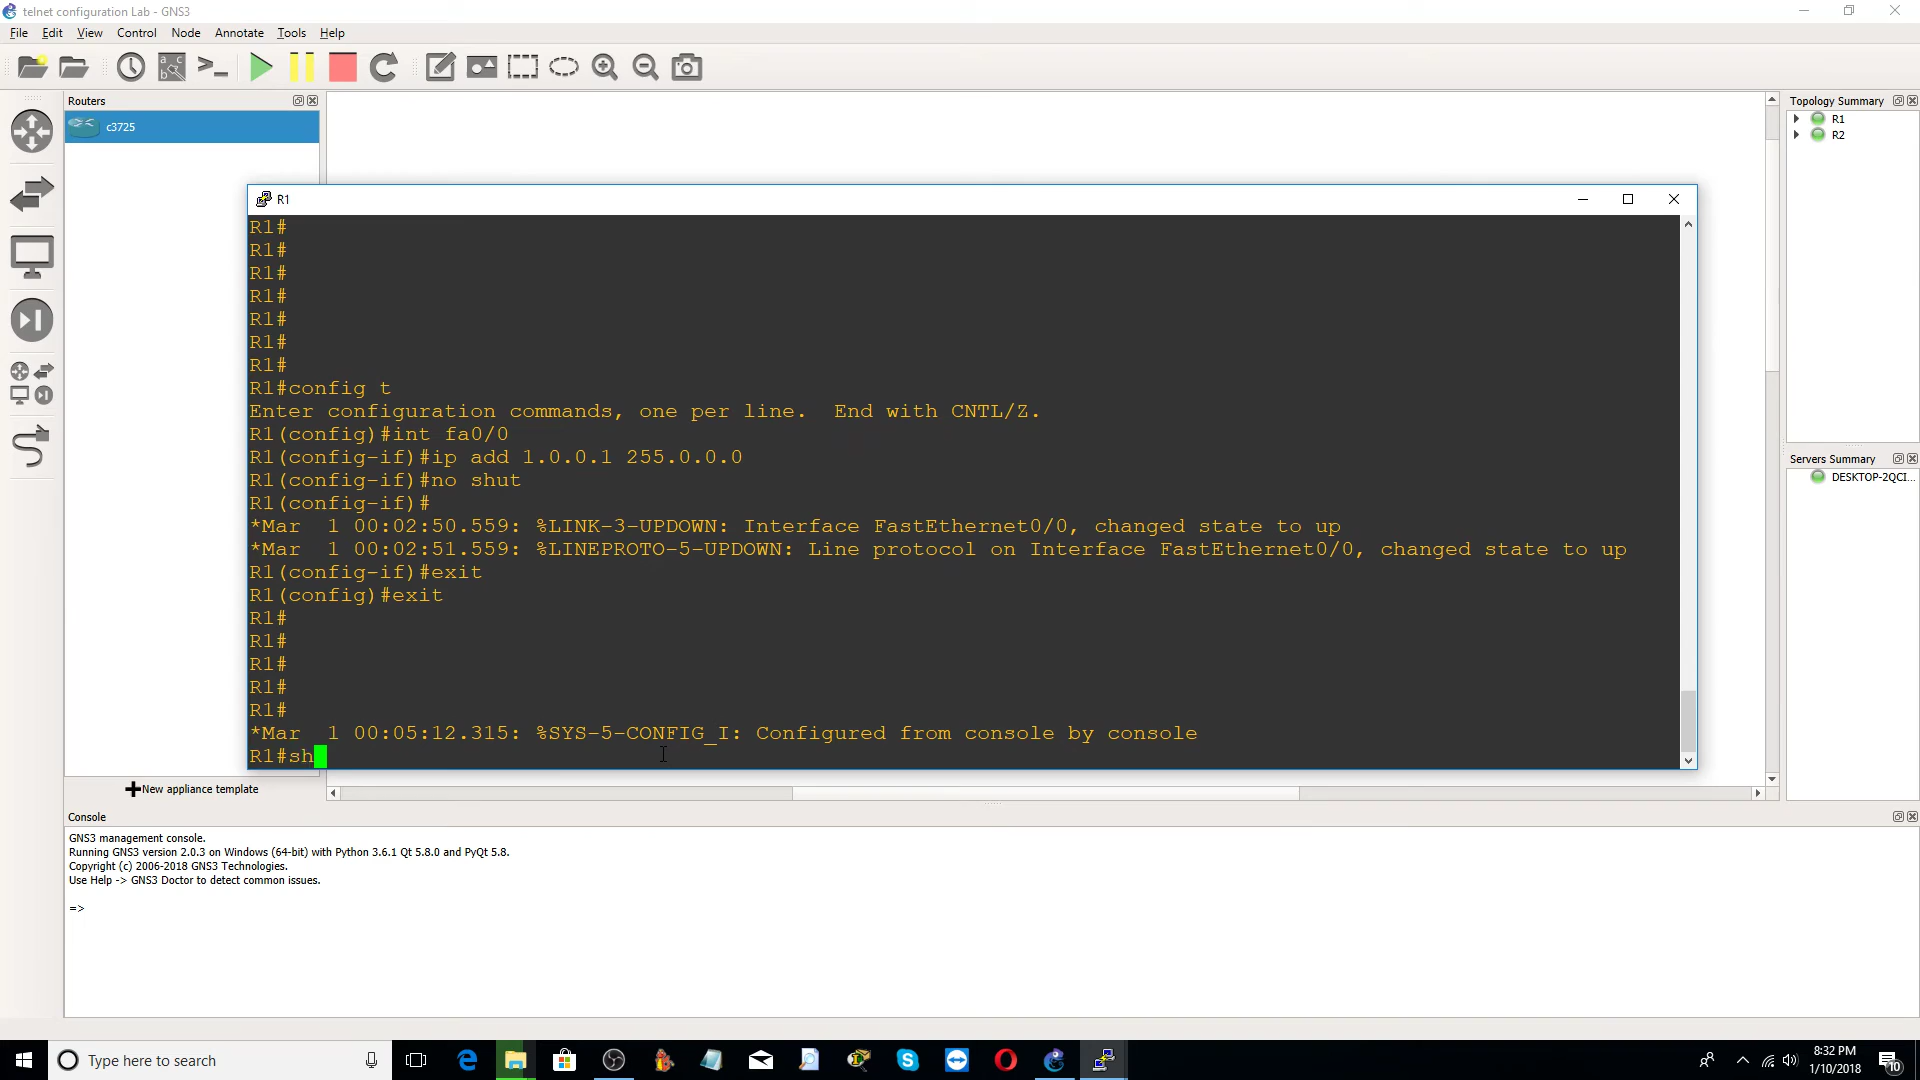 telnet configuration Lab - GNS3
File Edit View Control Node Annotate Tools Help
Routers
c3725
Topology Summary
R1
R2
Servers Summary
DESKTOP-2QCI...
R1
R1#
R1#
R1#
R1#
R1#
R1#
R1#
R1#config t
Enter configuration commands, one per line.  End with CNTL/Z.
R1(config)#int fa0/0
R1(config-if)#ip add 1.0.0.1 255.0.0.0
R1(config-if)#no shut
R1(config-if)#
*Mar  1 00:02:50.559: %LINK-3-UPDOWN: Interface FastEthernet0/0, changed state to up
*Mar  1 00:02:51.559: %LINEPROTO-5-UPDOWN: Line protocol on Interface FastEthernet0/0, changed state to up
R1(config-if)#exit
R1(config)#exit
R1#
R1#
R1#
R1#
R1#
*Mar  1 00:05:12.315: %SYS-5-CONFIG_I: Configured from console by console
R1#sh
New appliance template
Console
GNS3 management console.
Running GNS3 version 2.0.3 on Windows (64-bit) with Python 3.6.1 Qt 5.8.0 and PyQt 5.8.
Copyright (c) 2006-2018 GNS3 Technologies.
Use Help -> GNS3 Doctor to detect common issues.
=>
Type here to search
8:32 PM
1/10/2018
10